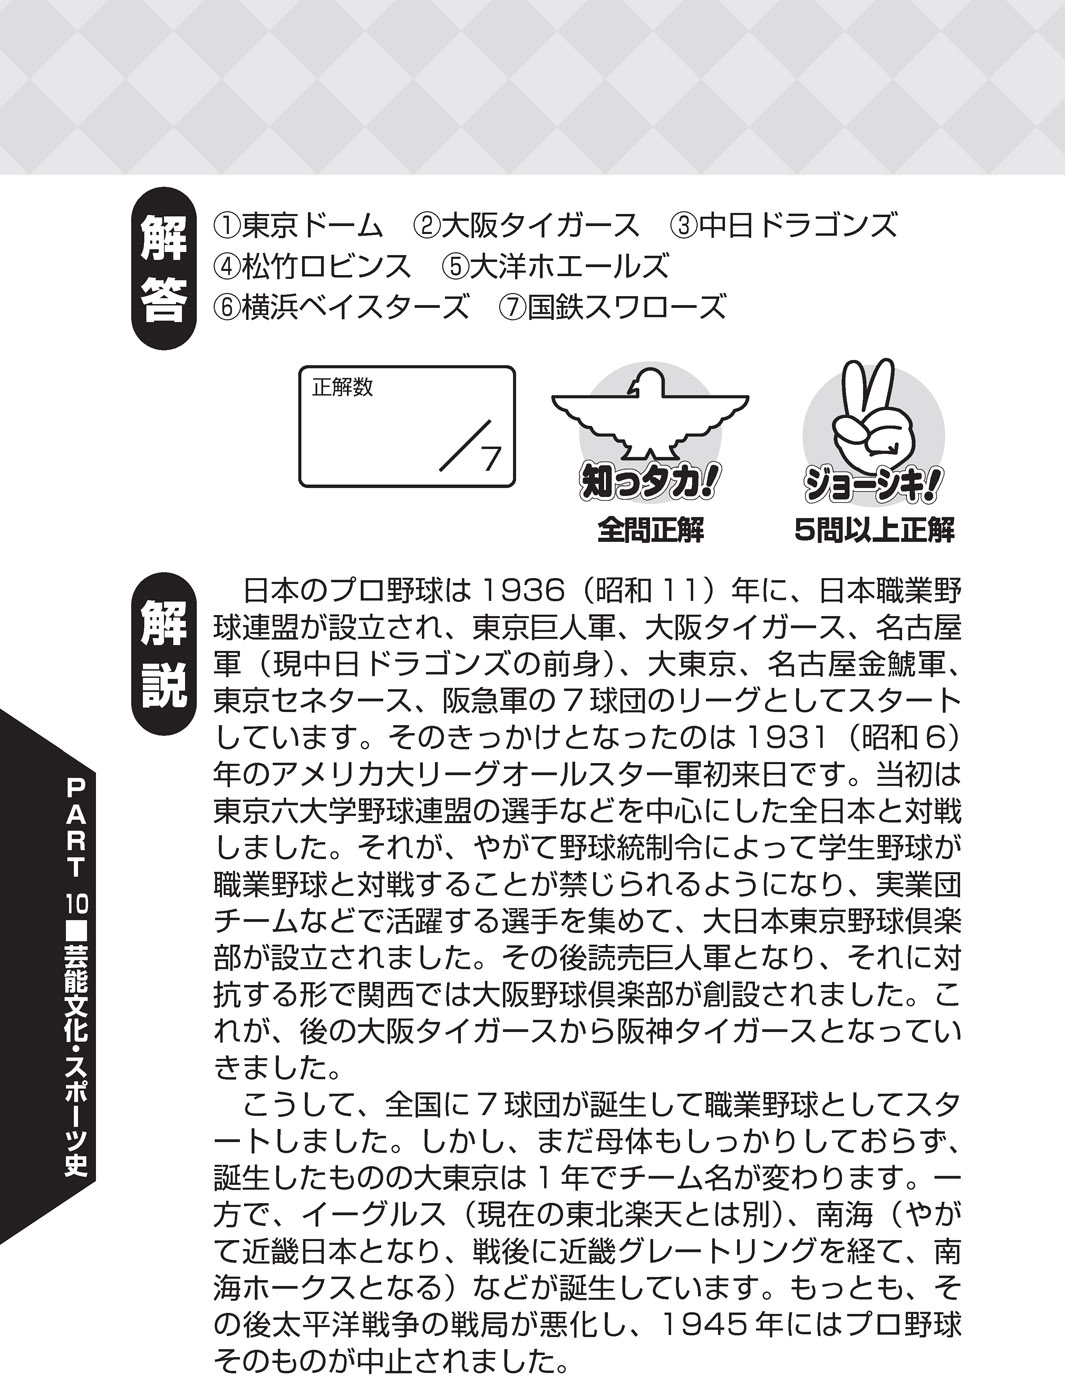 解答
①東京ドーム　②大阪タイガース　③中日ドラゴンズ
④松竹ロビンス　⑤大洋ホエールズ
⑥横浜ベイスターズ　⑦国鉄スワローズ
正解数
／7
知っタカ！
全問正解
ジョーシキ！
5問以上正解
解説
　日本のプロ野球は1936（昭和11）年に、日本職業野
球連盟が設立され、東京巨人軍、大阪タイガース、名古屋
軍（現中日ドラゴンズの前身）、大東京、名古屋金鯱軍、
東京セネタース、阪急軍の7球団のリーグとしてスタート
しています。そのきっかけとなったのは1931（昭和6）
年のアメリカ大リーグオールスター軍初来日です。当初は
東京六大学野球連盟の選手などを中心にした全日本と対戦
しました。それが、やがて野球統制令によって学生野球が
職業野球と対戦することが禁じられるようになり、実業団
チームなどで活躍する選手を集めて、大日本東京野球倶楽
部が設立されました。その後読売巨人軍となり、それに対
抗する形で関西では大阪野球倶楽部が創設されました。こ
れが、後の大阪タイガースから阪神タイガースとなってい
きました。
　こうして、全国に7球団が誕生して職業野球としてスタ
ートしました。しかし、まだ母体もしっかりしておらず、
誕生したものの大東京は1年でチーム名が変わります。一
方で、イーグルス（現在の東北楽天とは別）、南海（やが
て近畿日本となり、戦後に近畿グレートリングを経て、南
海ホークスとなる）などが誕生しています。もっとも、そ
の後太平洋戦争の戦局が悪化し、1945年にはプロ野球
そのものが中止されました。
PART 10■芸能文化・スポーツ史